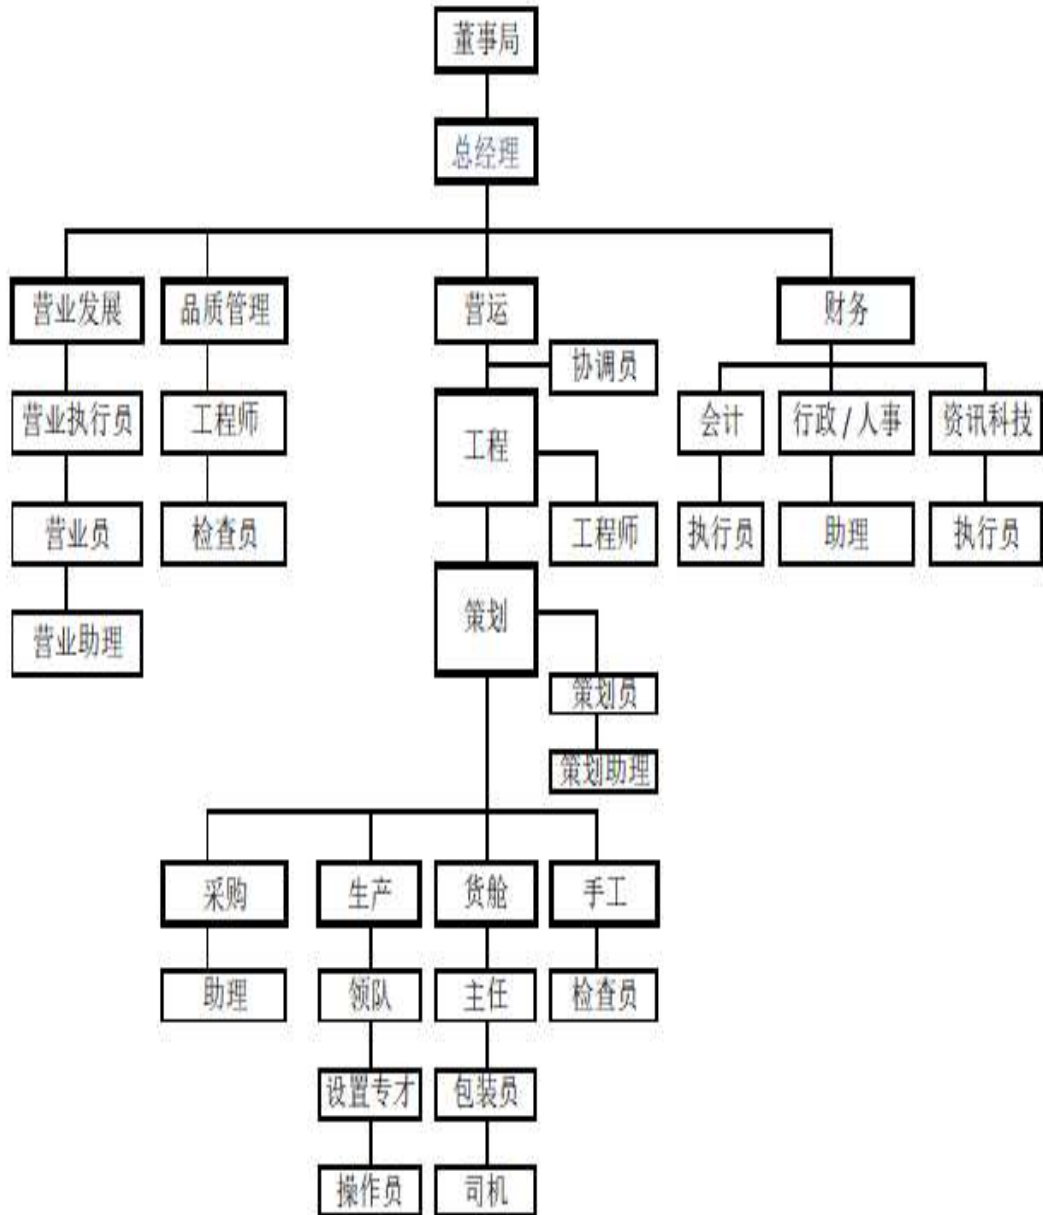 董事局
总经理
营业发展
品质管理
营运
财务
协调员
营业执行员
工程师
工程
会计
行政 / 人事
资讯科技
营业员
检查员
工程师
执行员
助理
执行员
策划
营业助理
策划员
策划助理
采购
生产
货舱
手工
助理
领队
主任
检查员
设置专才
包装员
操作员
司机